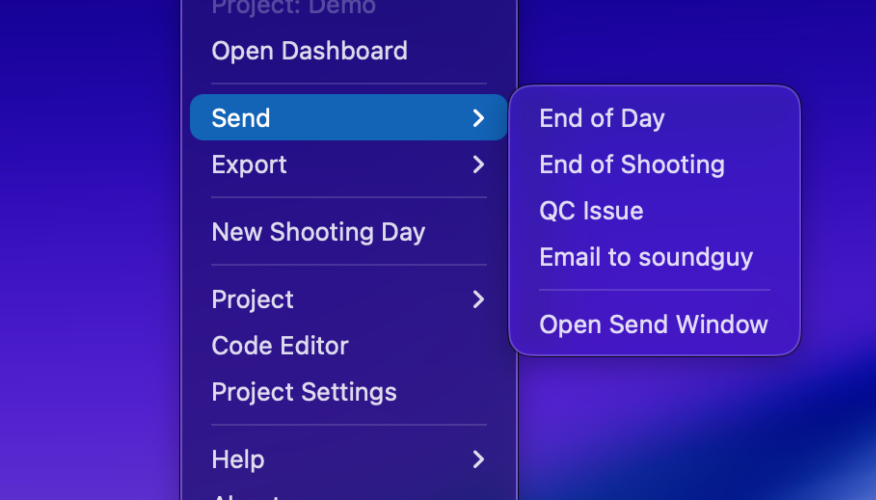 Project: Demo
Open Dashboard
Send
Export
New Shooting Day
Project
Code Editor
Project Settings
Help
About
End of Day
End of Shooting
QC Issue
Email to soundguy
Open Send Window